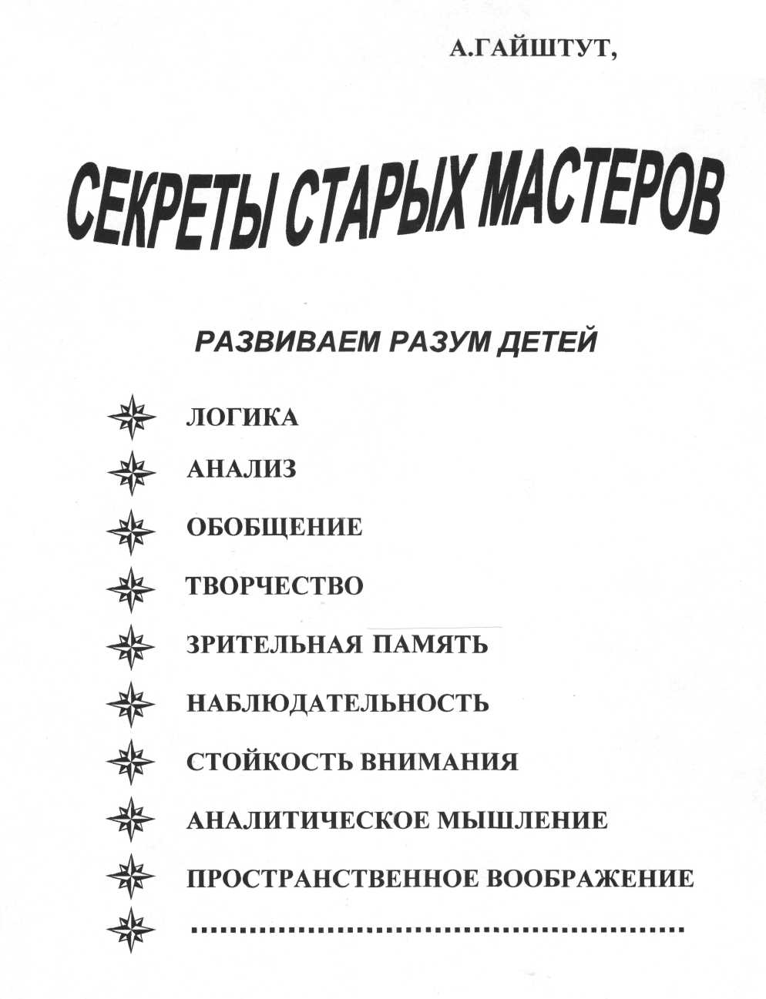 А.ГАЙШТУТ,
СЕКРЕТЫ СТАРЫХ МАСТЕРОВ
РАЗВИВАЕМ РАЗУМ ДЕТЕЙ
ЛОГИКА
АНАЛИЗ
ОБОБЩЕНИЕ
ТВОРЧЕСТВО
ЗРИТЕЛЬНАЯ ПАМЯТЬ
НАБЛЮДАТЕЛЬНОСТЬ
СТОЙКОСТЬ ВНИМАНИЯ
АНАЛИТИЧЕСКОЕ МЫШЛЕНИЕ
ПРОСТРАНСТВЕННОЕ ВООБРАЖЕНИЕ